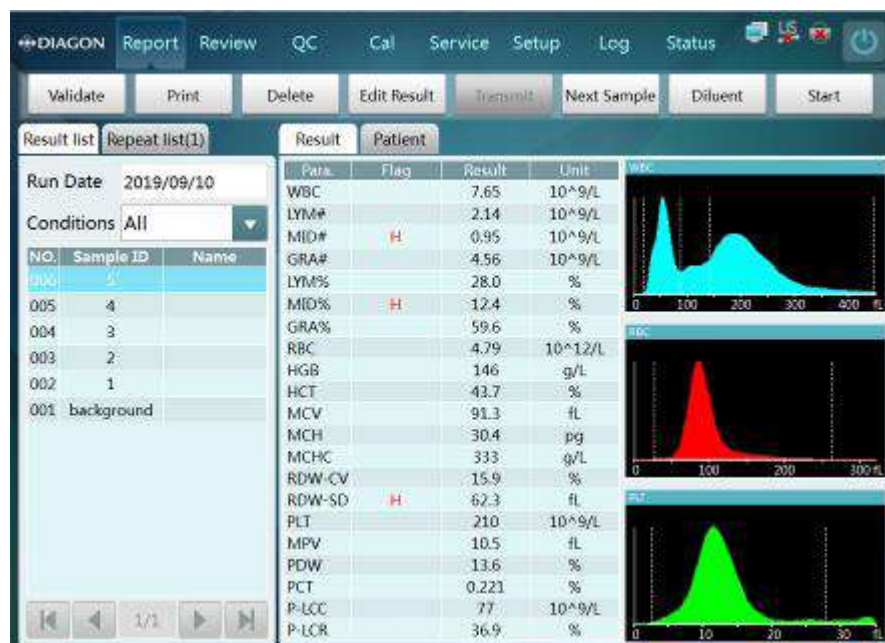 DIAGON Report Review QC Cal Service Setup Log Status LIS
Validate Print Delete Edit Result Transmit Next Sample Diluent Start
Result list Repeat list(1)
Run Date 2019/09/10
Conditions All
NO. Sample ID Name
006 5
005 4
004 3
003 2
002 1
001 background
1/1
Result Patient
Para. Flag Result Unit
WBC 7.65 10^9/L
LYM# 2.14 10^9/L
MID# H 0.95 10^9/L
GRA# 4.56 10^9/L
LYM% 28.0 %
MID% H 12.4 %
GRA% 59.6 %
RBC 4.79 10^12/L
HGB 146 g/L
HCT 43.7 %
MCV 91.3 fL
MCH 30.4 pg
MCHC 333 g/L
RDW-CV 15.9 %
RDW-SD H 62.3 fL
PLT 210 10^9/L
MPV 10.5 fL
PDW 13.6 %
PCT 0.221 %
P-LCC 77 10^9/L
P-LCR 36.9 %
WBC
0 100 200 300 400 fL
RBC
0 100 200 300 fL
PLT
0 10 20 30 fL